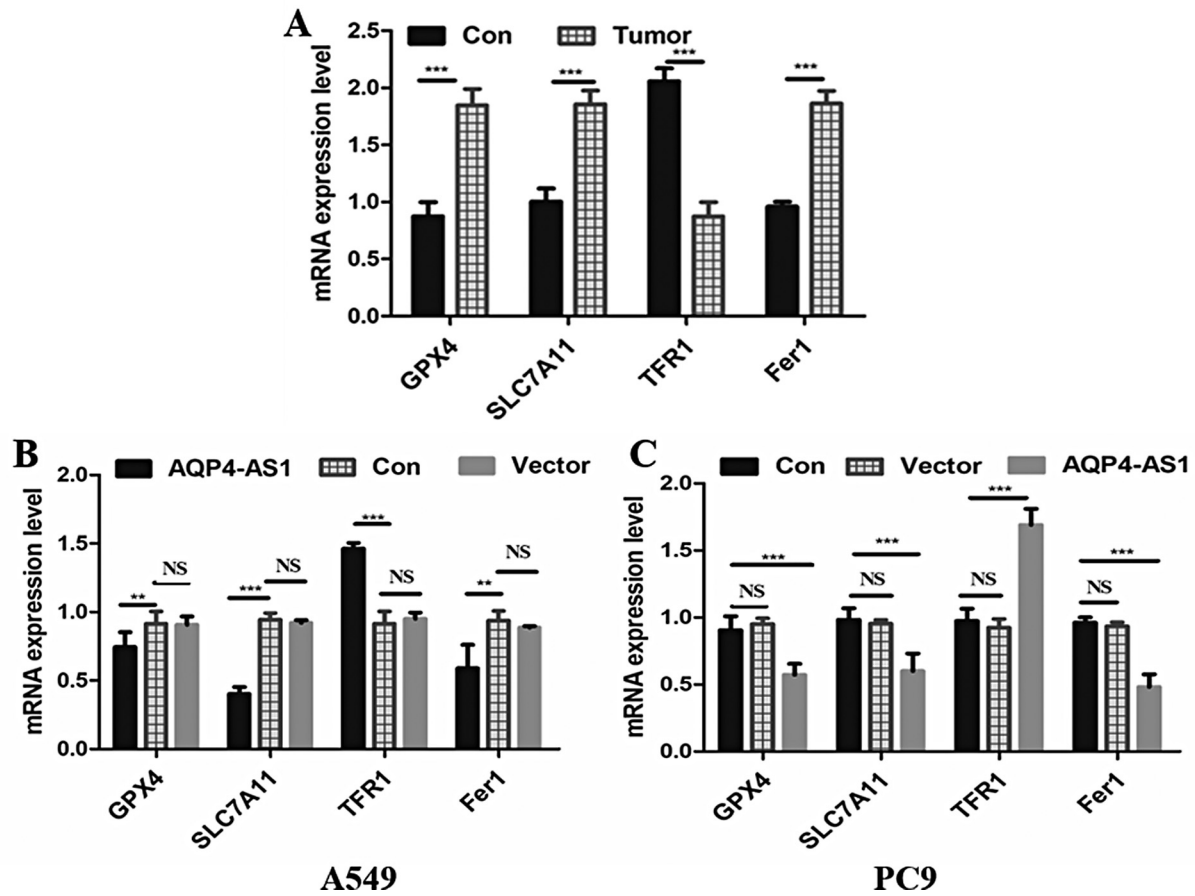 A
Con
Tumor
mRNA expression level
2.5
2.0
1.5
1.0
0.5
0.0
***
***
***
***
GPX4
SLC7A11
TFR1
Fer1
B
AQP4-AS1
Con
Vector
mRNA expression level
2.0
1.5
1.0
0.5
0.0
**
NS
***
NS
***
NS
**
NS
GPX4
SLC7A11
TFR1
Fer1
A549
C
Con
Vector
AQP4-AS1
mRNA expression level
2.0
1.5
1.0
0.5
0.0
***
NS
***
NS
***
NS
***
NS
GPX4
SLC7A11
TFR1
Fer1
PC9